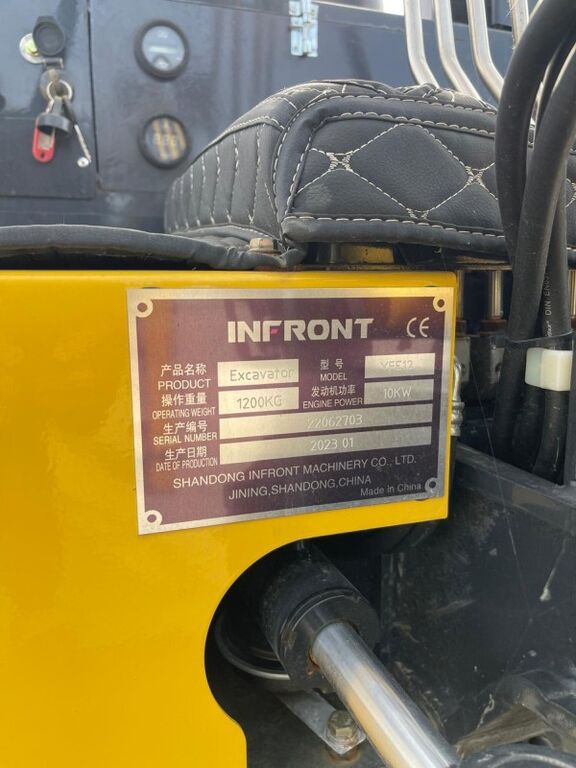 INFRONT CE
产品名称 PRODUCT Excavator 型 号 MODEL YFE12
操作重量 OPERATING WEIGHT 1200KG 发动机功率 ENGINE POWER 10KW
生产编号 SERIAL NUMBER 22062703
生产日期 DATE OF PRODUCTION 2023 01
SHANDONG INFRONT MACHINERY CO., LTD.
JINING,SHANDONG,CHINA
Made in China